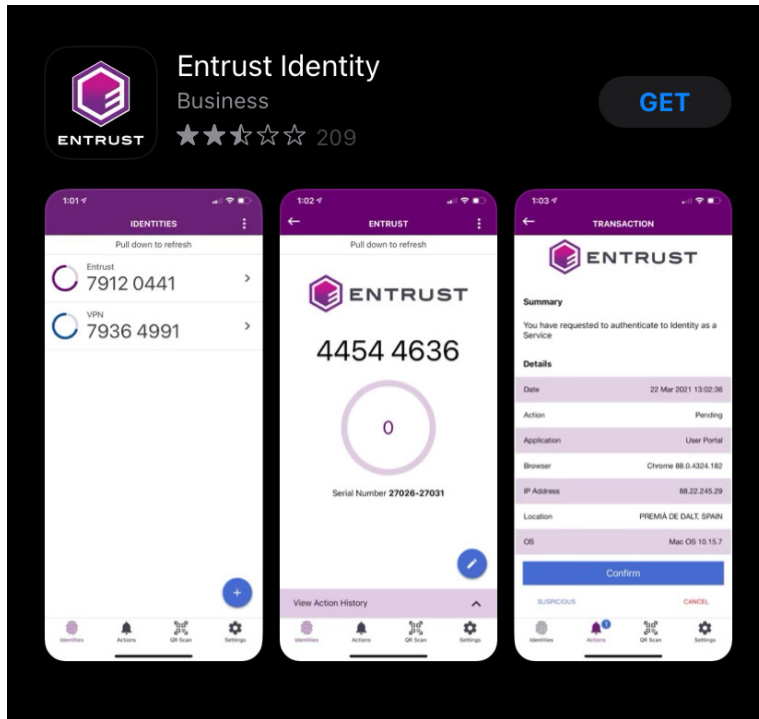 Entrust Identity
Business
GET
209
ENTRUST
1:01
IDENTITIES
Pull down to refresh
Entrust
7912 0441
VPN
7936 4991
Identities Actions QR Scan Settings
1:02
ENTRUST
Pull down to refresh
ENTRUST
4454 4636
0
Serial Number 27026-27031
View Action History
Identities Actions QR Scan Settings
1:03
TRANSACTION
ENTRUST
Summary
You have requested to authenticate to Identity as a
Service
Details
Date 22 Mar 2021 13:02:36
Action Pending
Application User Portal
Browser Chrome 88.0.4324.182
IP Address 88.22.245.29
Location PREMIÀ DE DALT, SPAIN
OS Mac OS 10.15.7
Confirm
SUSPICIOUS CANCEL
1
Identities Actions QR Scan Settings